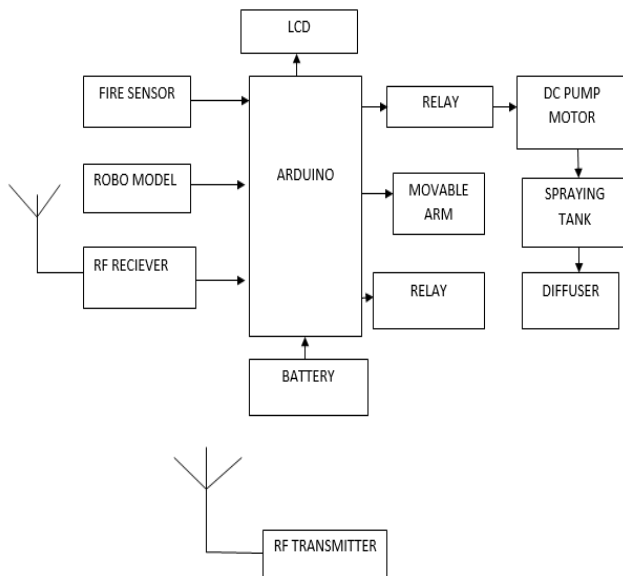 LCD
FIRE SENSOR
RELAY
DC PUMP
MOTOR
ROBO MODEL
ARDUINO
MOVABLE
ARM
SPRAYING
TANK
RF RECIEVER
RELAY
DIFFUSER
BATTERY
RF TRANSMITTER